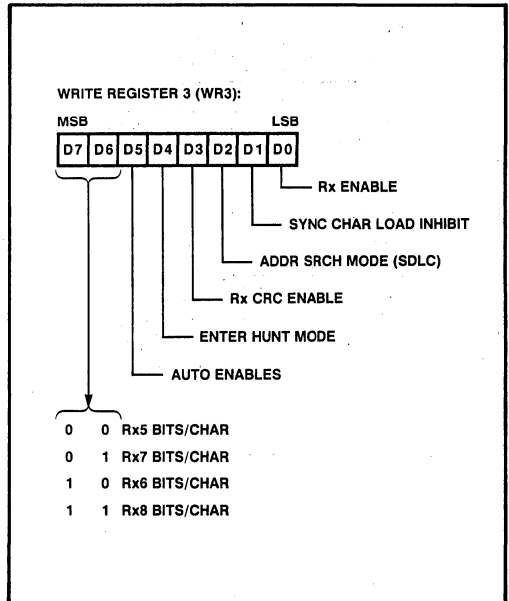 WRITE REGISTER 3 (WR3):
MSB LSB
D7 D6 D5 D4 D3 D2 D1 D0
Rx ENABLE
SYNC CHAR LOAD INHIBIT
ADDR SRCH MODE (SDLC)
Rx CRC ENABLE
ENTER HUNT MODE
AUTO ENABLES
0 0 Rx5 BITS/CHAR
0 1 Rx7 BITS/CHAR
1 0 Rx6 BITS/CHAR
1 1 Rx8 BITS/CHAR